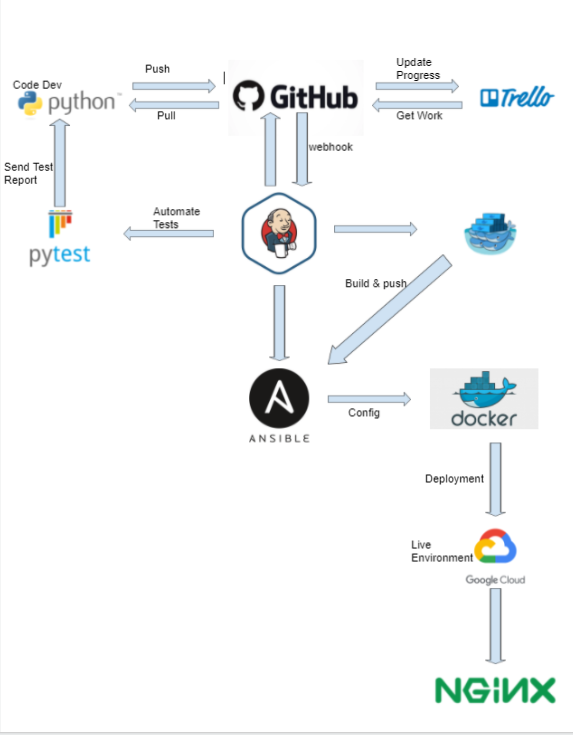 Update
Progress
Push
Code Dev
python™
GitHub
Trello
Pull
Get Work
webhook
Send Test
Report
Automate
Tests
pytest
Build & push
ANSIBLE
Config
docker
Deployment
Live
Environment
Google Cloud
NGINX